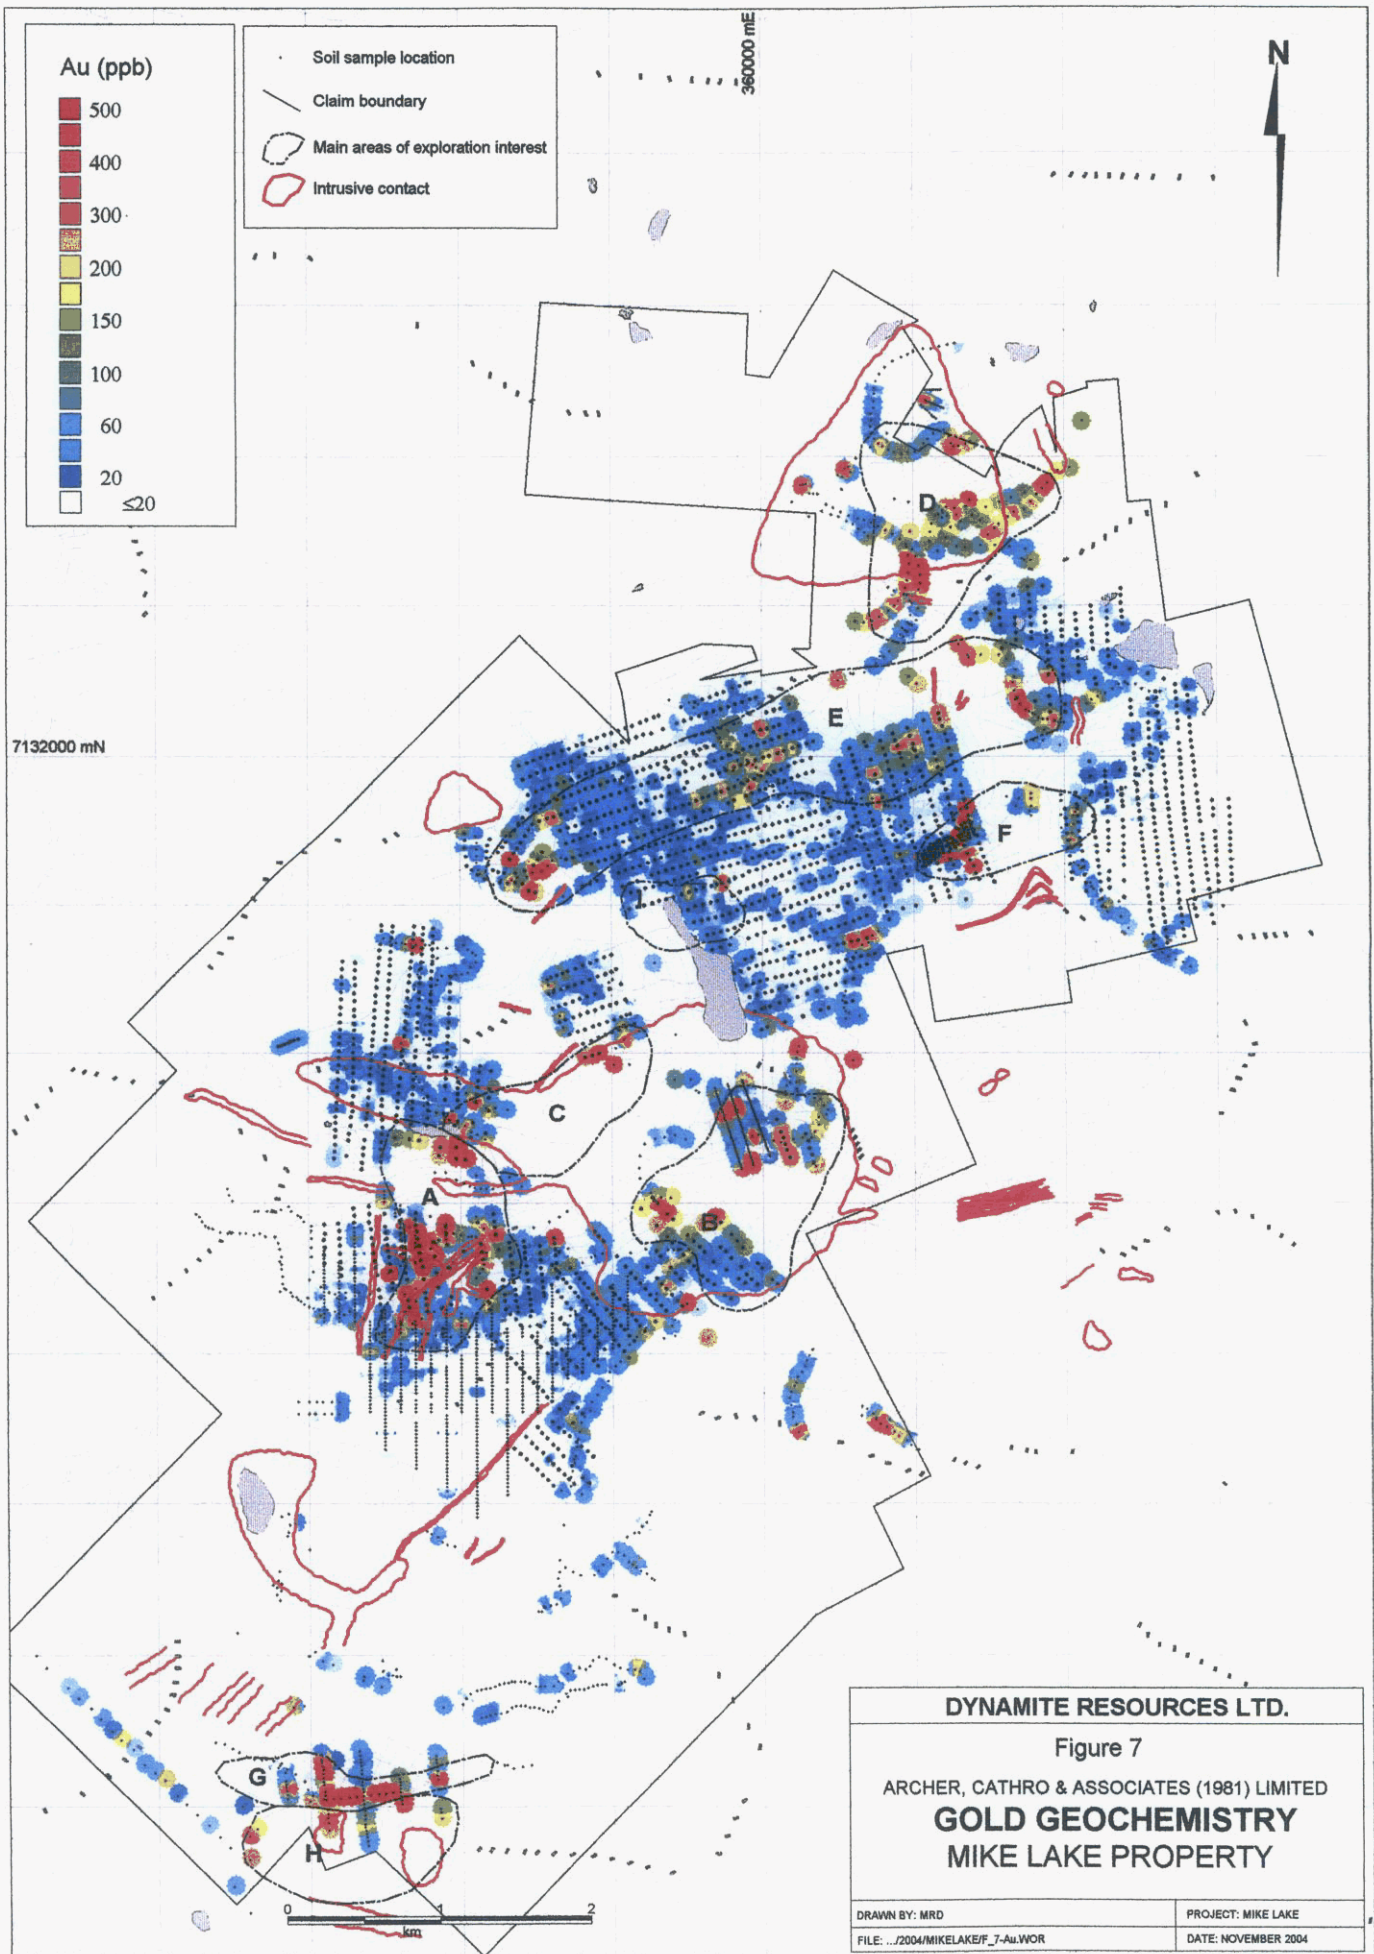 Au (ppb)
500
400
300
200
150
100
60
20
≤20
Soil sample location
Claim boundary
Main areas of exploration interest
Intrusive contact
360000 mE
N
7132000 mN
D
E
F
I
C
A
B
G
H
0 1 2
km
DYNAMITE RESOURCES LTD.
Figure 7
ARCHER, CATHRO & ASSOCIATES (1981) LIMITED
GOLD GEOCHEMISTRY
MIKE LAKE PROPERTY
DRAWN BY: MRD
PROJECT: MIKE LAKE
FILE: .../2004/MIKELAKE/F_7-Au.WOR
DATE: NOVEMBER 2004